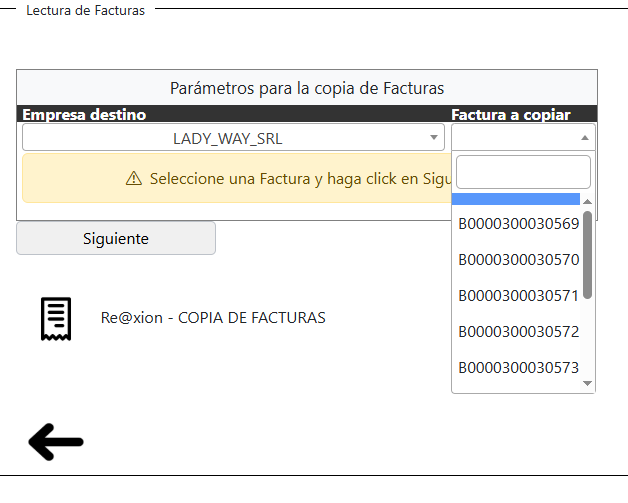 Lectura de Facturas
Parámetros para la copia de Facturas
Empresa destino
Factura a copiar
LADY_WAY_SRL
Seleccione una Factura y haga click en Sigu
B0000300030569
B0000300030570
B0000300030571
B0000300030572
B0000300030573
Siguiente
Re@xion - COPIA DE FACTURAS